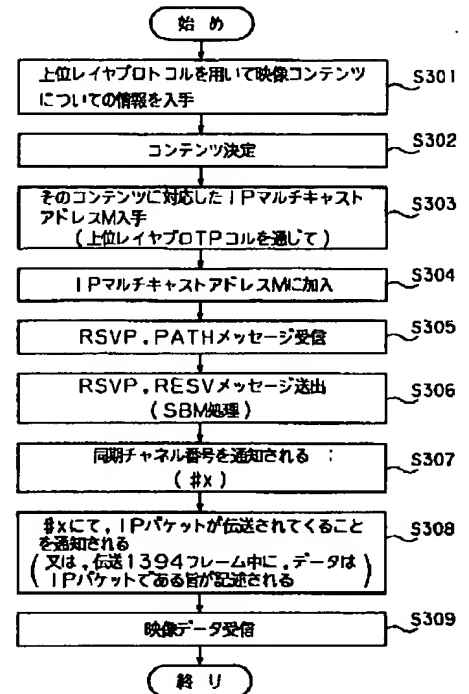 始め
上位レイヤプロトコルを用いて映像コンテンツ
についての情報を入手
S301
コンテンツ決定
S302
そのコンテンツに対応したIPマルチキャスト
アドレスM入手
(上位レイヤプロTPコルを通じて)
S303
IPマルチキャストアドレスMに加入
S304
RSVP.PATHメッセージ受信
S305
RSVP.RESVメッセージ送出
(SBM処理)
S306
同期チャネル番号を通知される :
(#x)
S307
#xにて,IPパケットが伝送されてくること
を通知される
(又は,伝送1394フレーム中に,データは
IPパケットである旨が記述される)
S308
映像データ受信
S309
終り